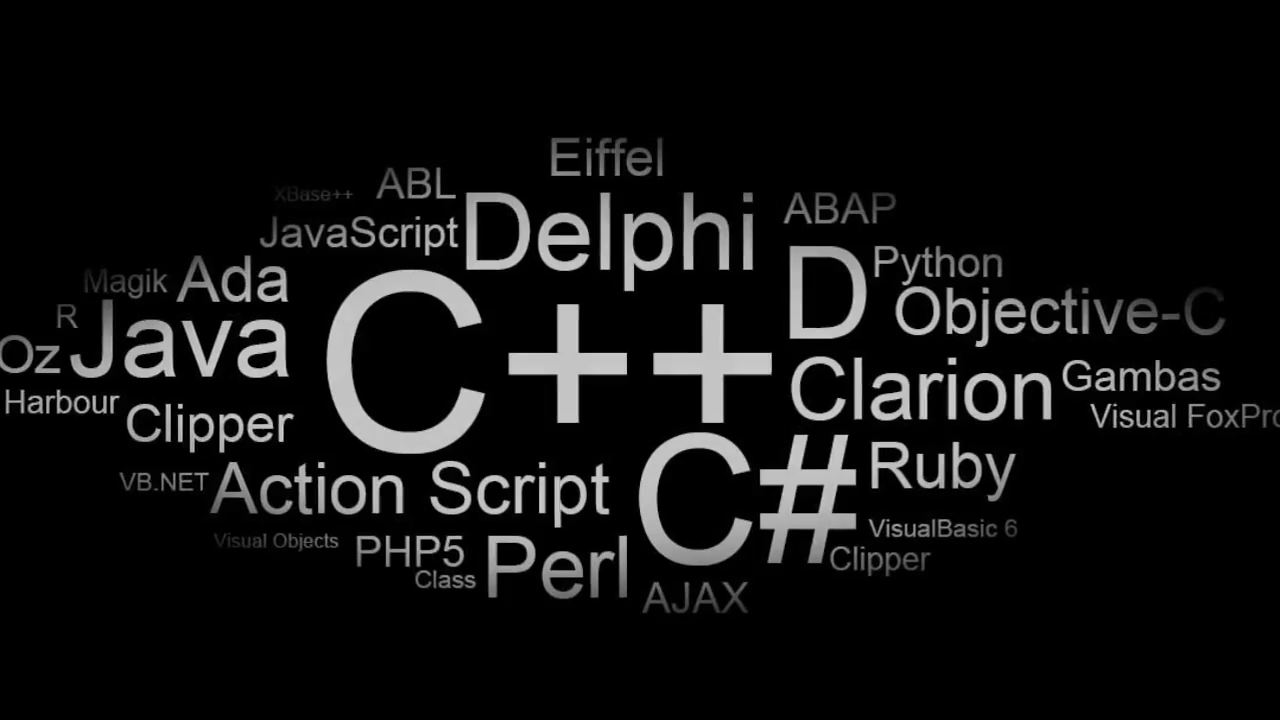 Eiffel
XBase++ ABL
Delphi
ABAP
JavaScript
Python
Magik Ada
Objective-C
R
Java
C++
D
Oz
Clarion
Gambas
Harbour
Clipper
Visual FoxPro
VB.NET
Action Script
C#
Ruby
Visual Objects
PHP5
Class
Perl
VisualBasic 6
Clipper
AJAX